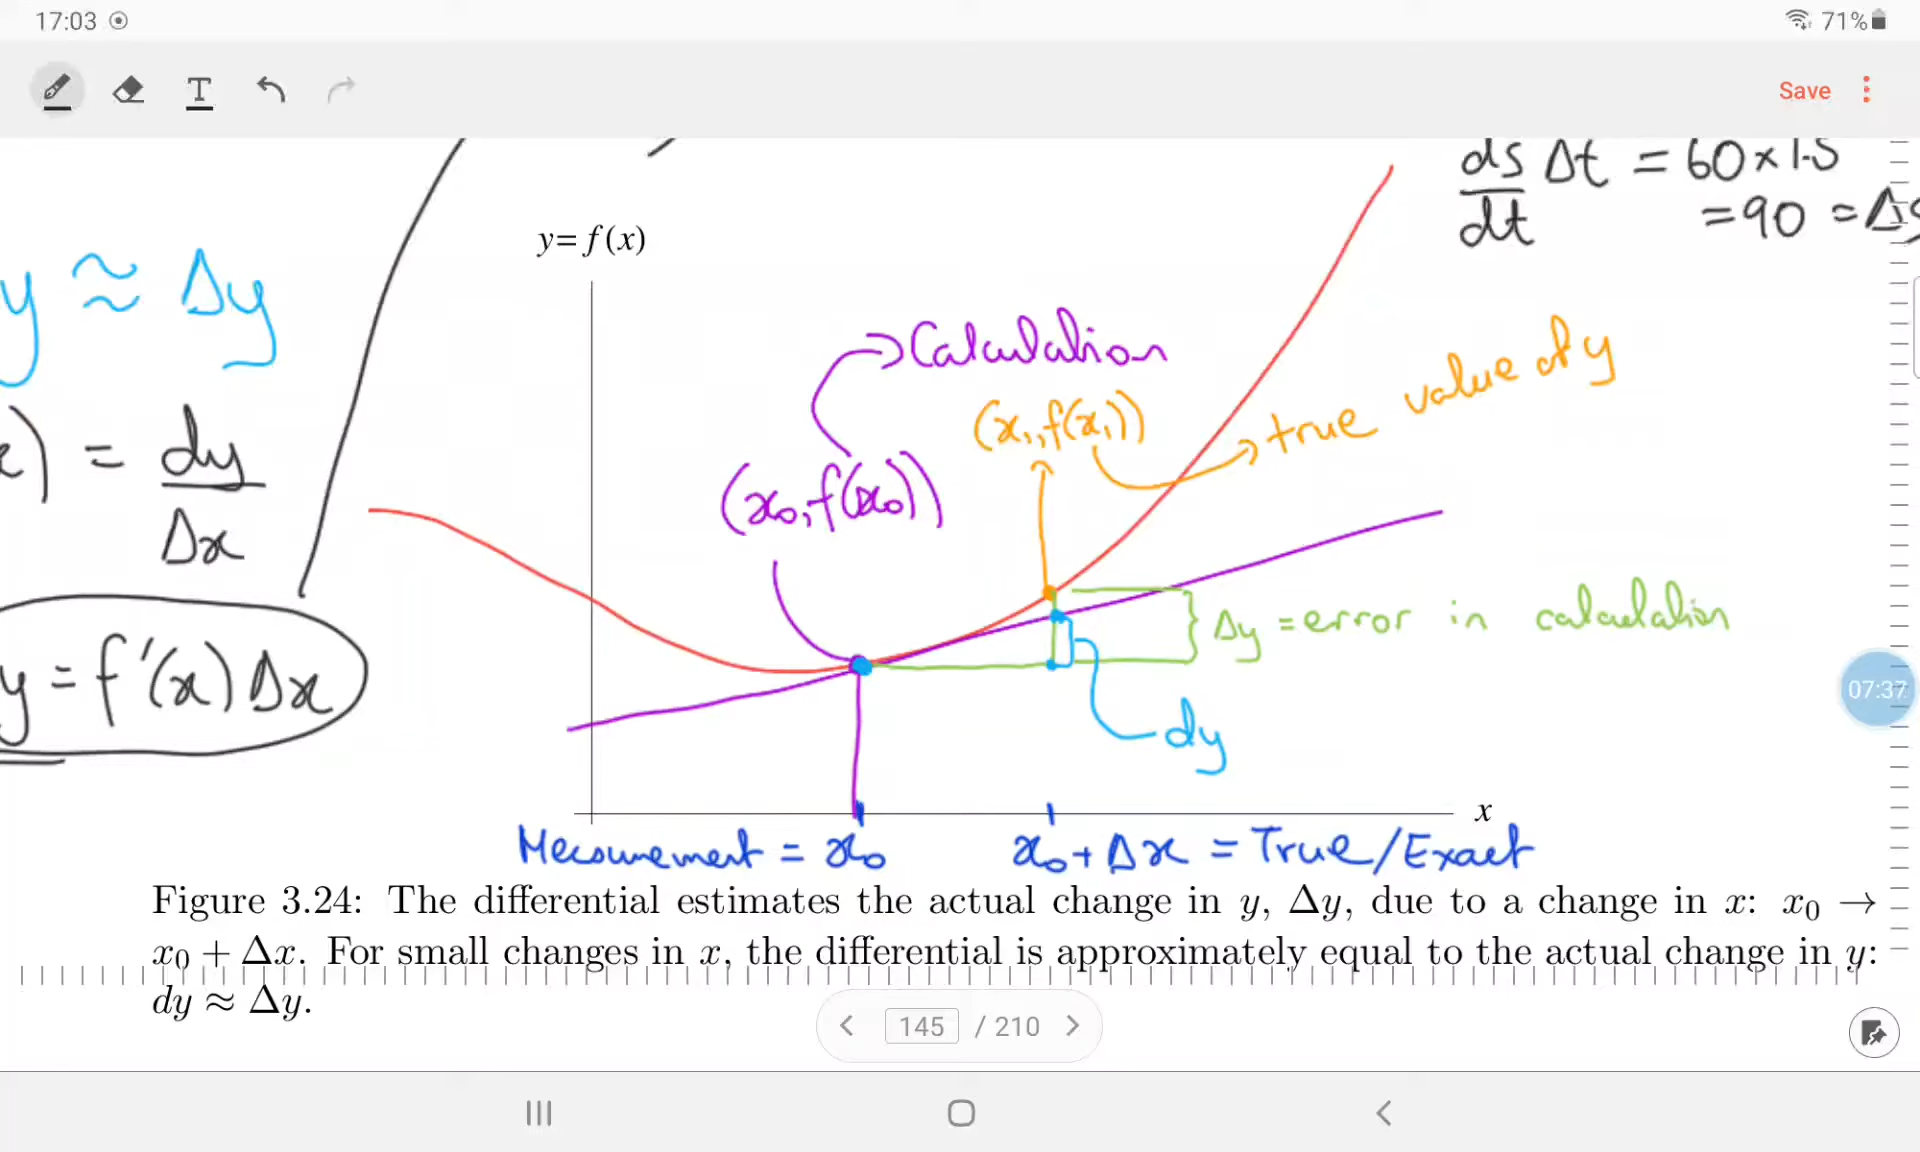 17:03
71%
T
Save
ds/dt Δt = 60 × 1.5
= 90 = Δs
y = f(x)
y ≈ Δy
→ Calculation
→ true value of y
(x₁, f(x₁))
) = dy/Δx
(x₀, f(x₀))
Δy = error in calculation
y = f'(x) Δx
07:37
dy
x
Mecsurement = x₀
x₀ + Δx = True/Exact
Figure 3.24: The differential estimates the actual change in y, Δy, due to a change in x: x₀ →
x₀ + Δx. For small changes in x, the differential is approximately equal to the actual change in y:
dy ≈ Δy.
145 / 210